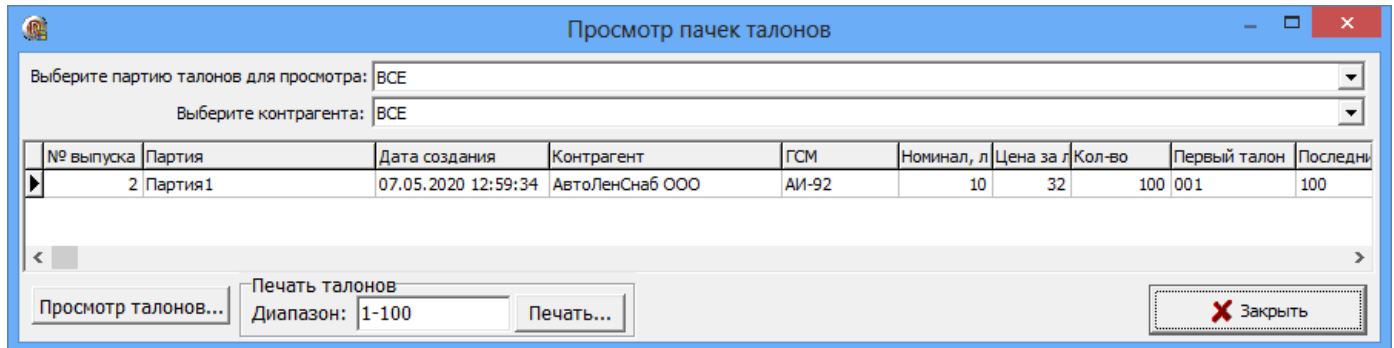 Просмотр пачек талонов
Выберите партию талонов для просмотра: ВСЕ
Выберите контрагента: ВСЕ
№ выпуска Партия Дата создания Контрагент ГСМ Номинал, л Цена за л Кол-во Первый талон Последни
2 Партия1 07.05.2020 12:59:34 АвтоЛенСнаб ООО АИ-92 10 32 100 001 100
Печать талонов
Просмотр талонов... Диапазон: 1-100 Печать... Закрыть